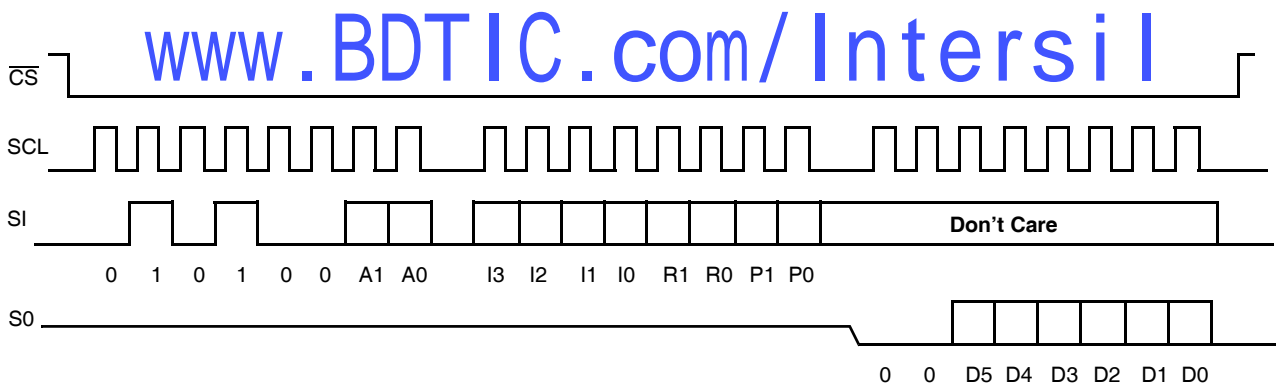 www.BDTIC.com/Intersil
CS
SCL
SI
Don't Care
0 1 0 1 0 0 A1 A0 I3 I2 I1 I0 R1 R0 P1 P0
S0
0 0 D5 D4 D3 D2 D1 D0